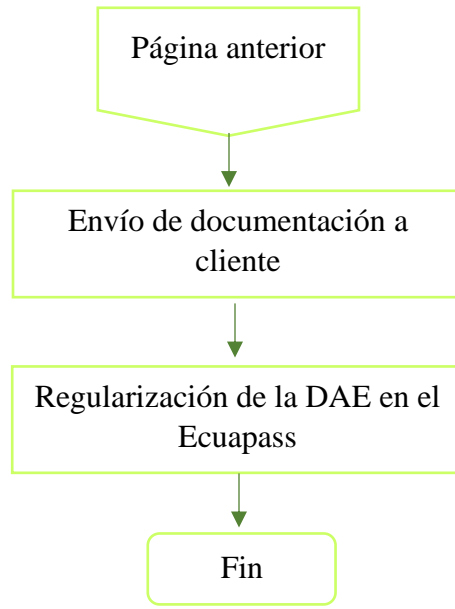 Página anterior
Envío de documentación a
cliente
Regularización de la DAE en el
Ecuapass
Fin